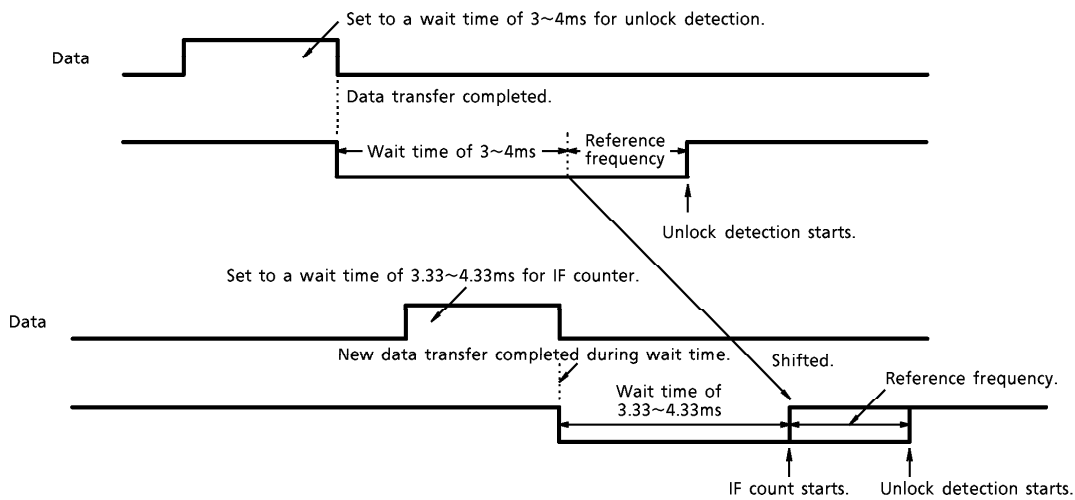 Set to a wait time of 3~4ms for unlock detection.
Data
Data transfer completed.
Wait time of 3~4ms
Reference
frequency
Unlock detection starts.
Set to a wait time of 3.33~4.33ms for IF counter.
Data
New data transfer completed during wait time.
Shifted.
Reference frequency.
Wait time of
3.33~4.33ms
IF count starts.
Unlock detection starts.